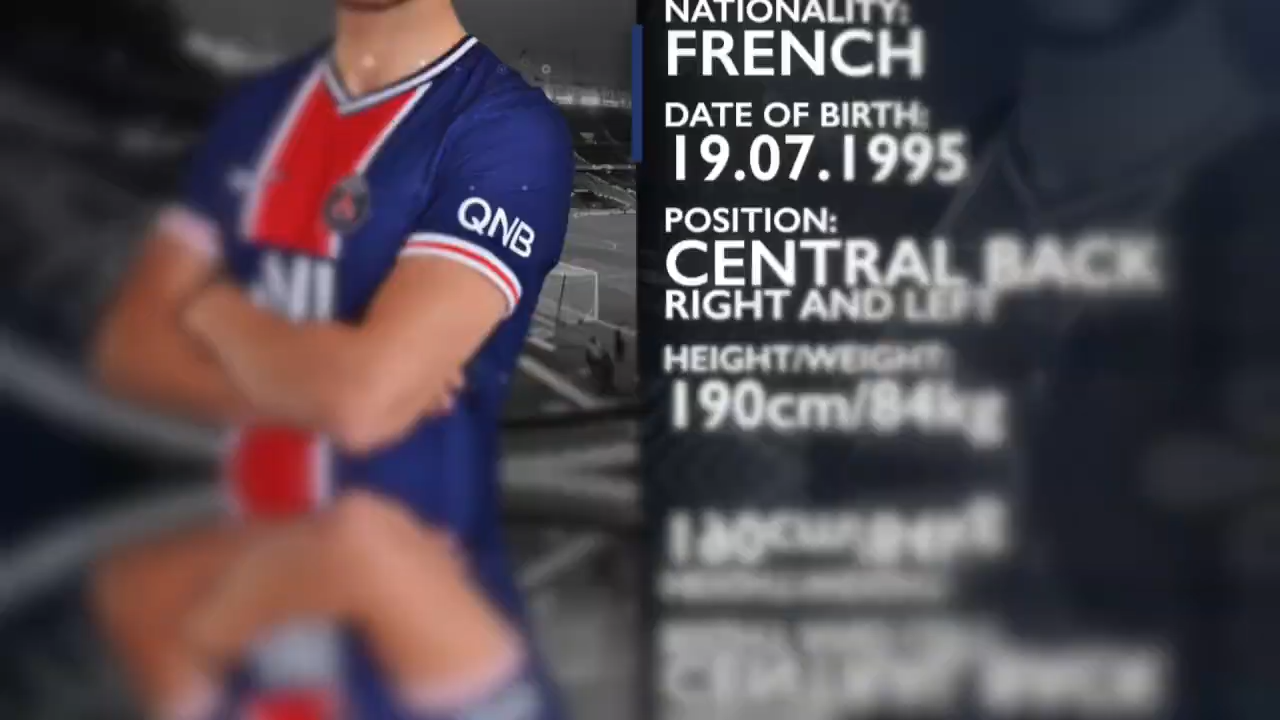 NATIONALITY:
FRENCH
DATE OF BIRTH:
19.07.1995
POSITION:
CENTRAL BACK
RIGHT AND LEFT
HEIGHT/WEIGHT:
190cm/84kg
QNB